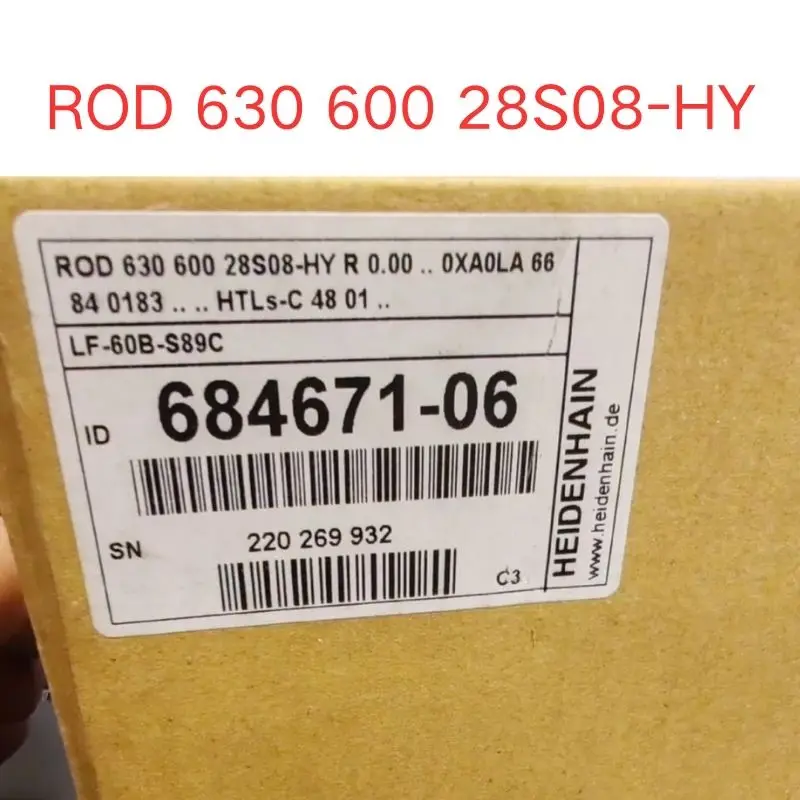 ROD 630 600 28S08-HY
ROD 630 600 28S08-HY R 0.00 .. 0XA0LA 66
84 0183 .. .. HTLs-C 48 01 ..
LF-60B-S89C
ID 684671-06
SN 220 269 932
C3
HEIDENHAIN
www.heidenhain.de